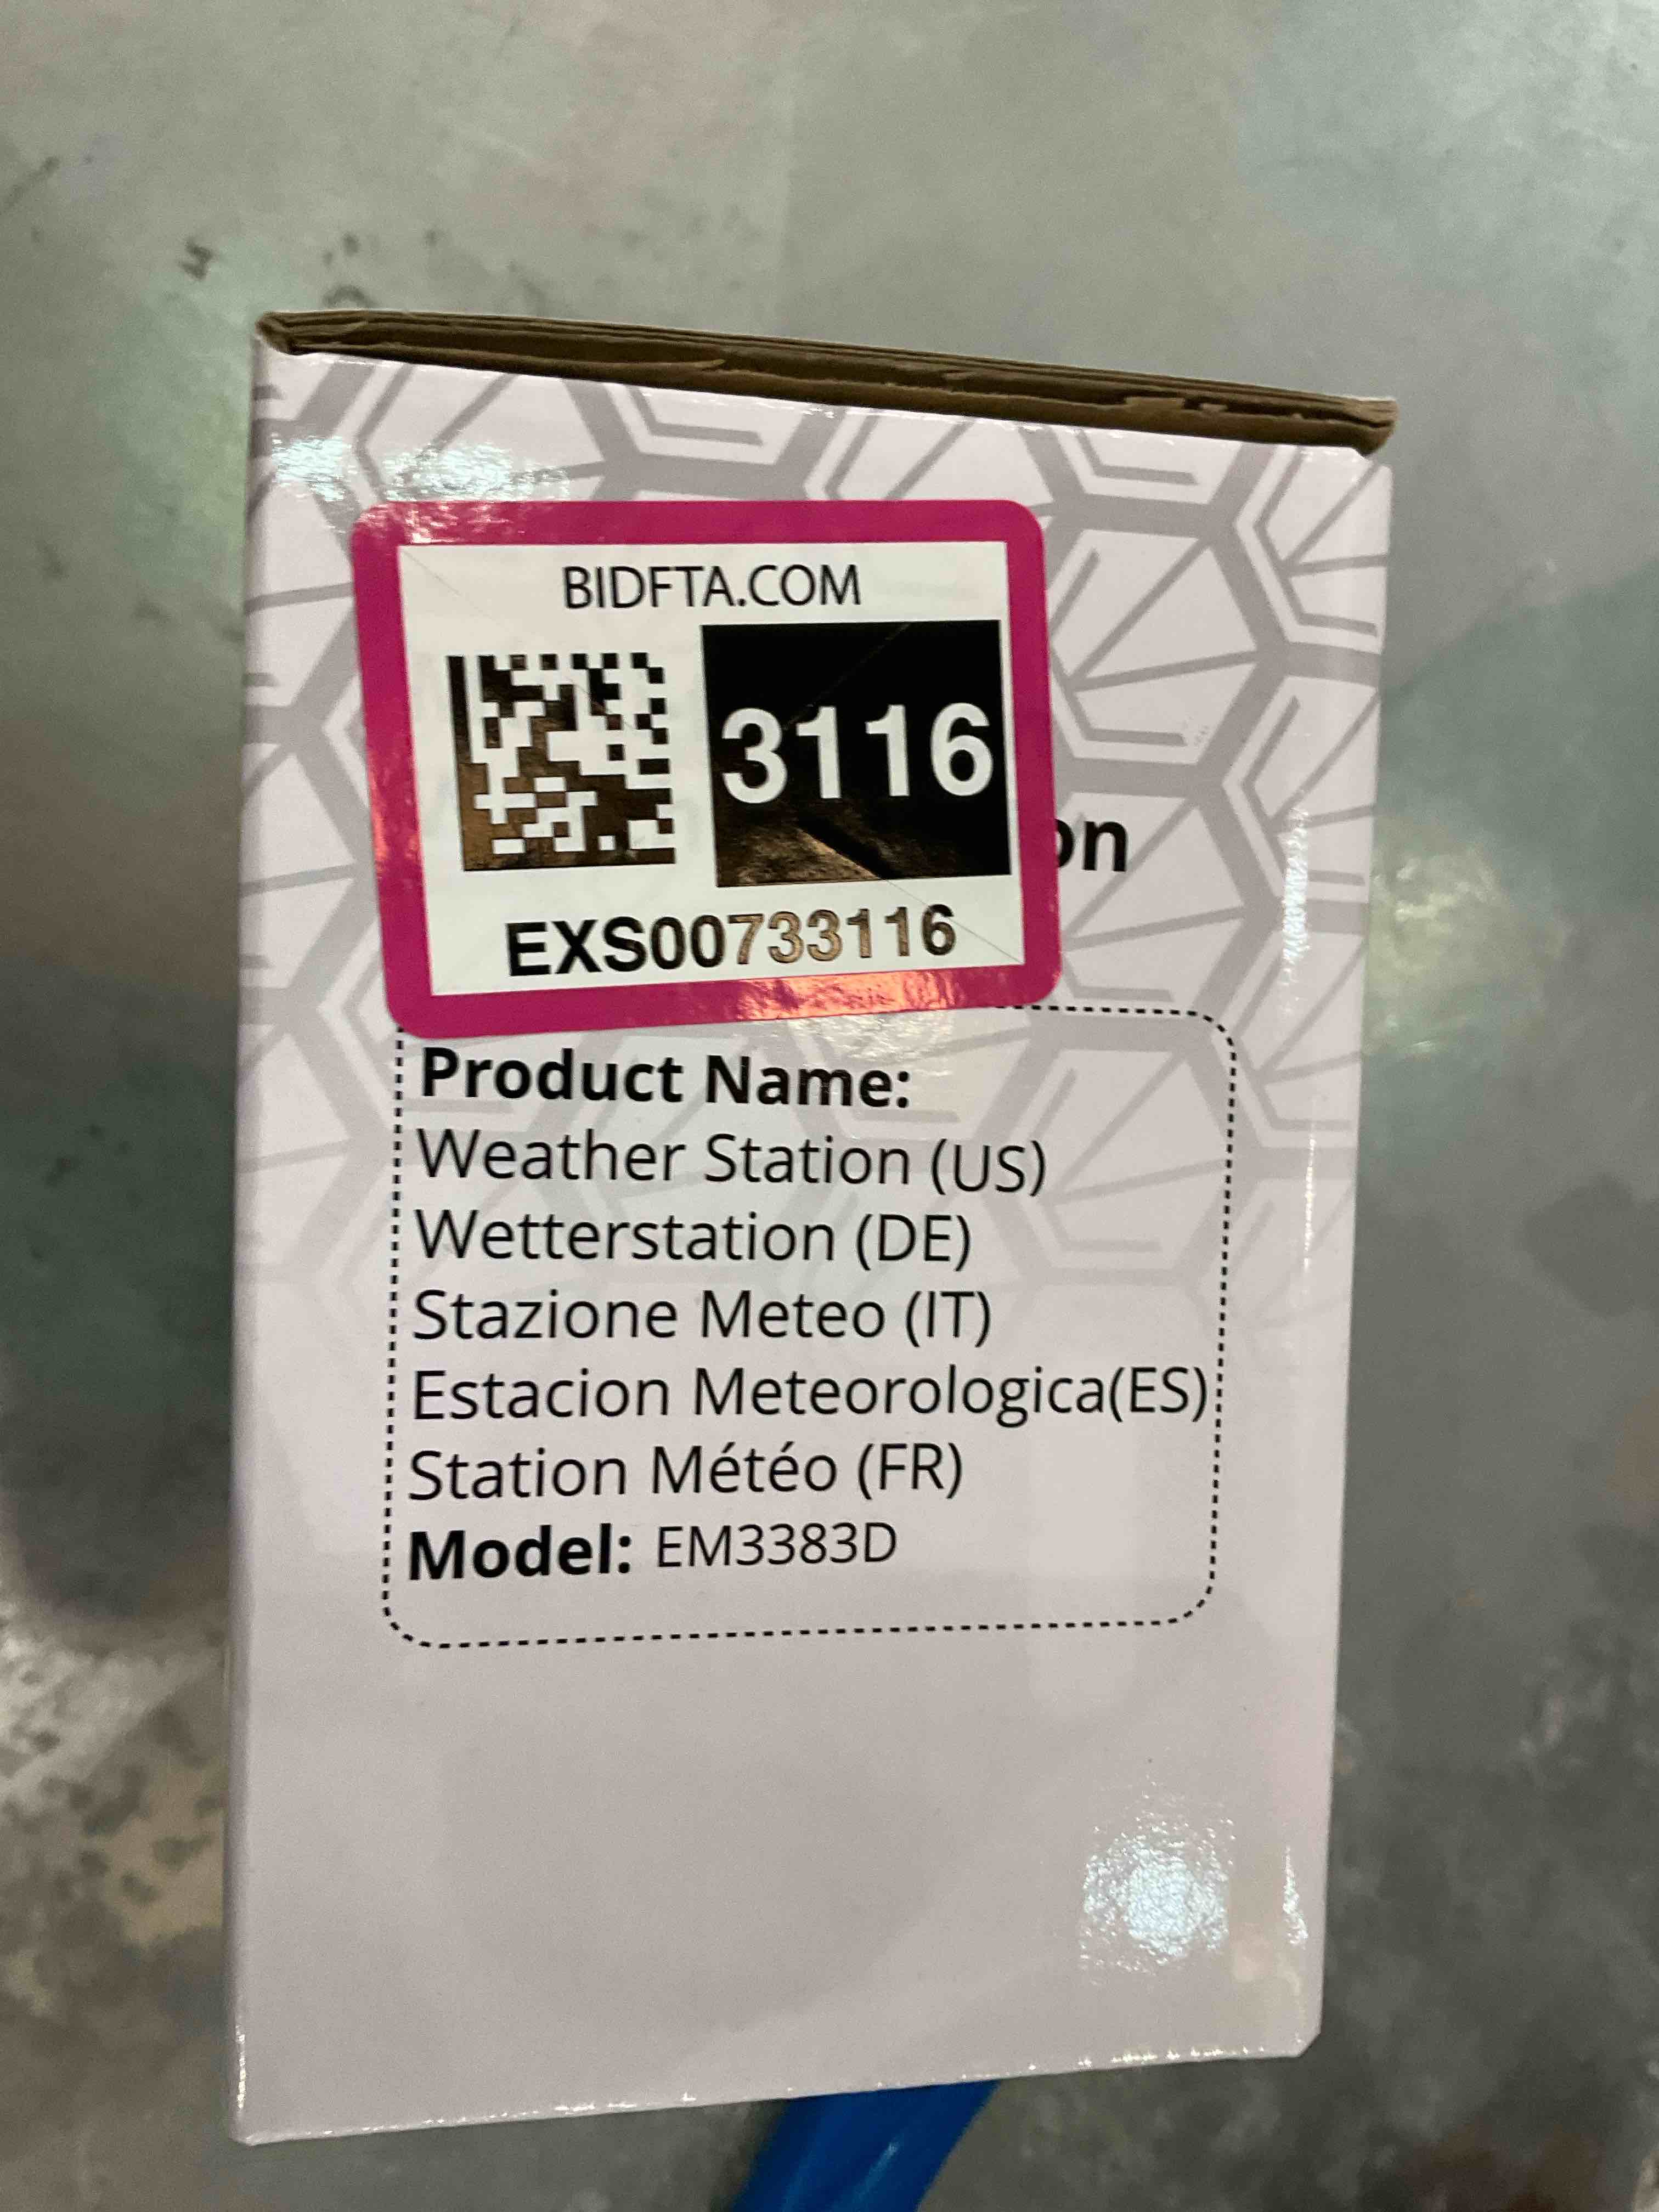 BIDFTA.COM
3116
EXS00733116
on
Product Name:
Weather Station (US)
Wetterstation (DE)
Stazione Meteo (IT)
Estacion Meteorologica(ES)
Station Météo (FR)
Model: EM3383D